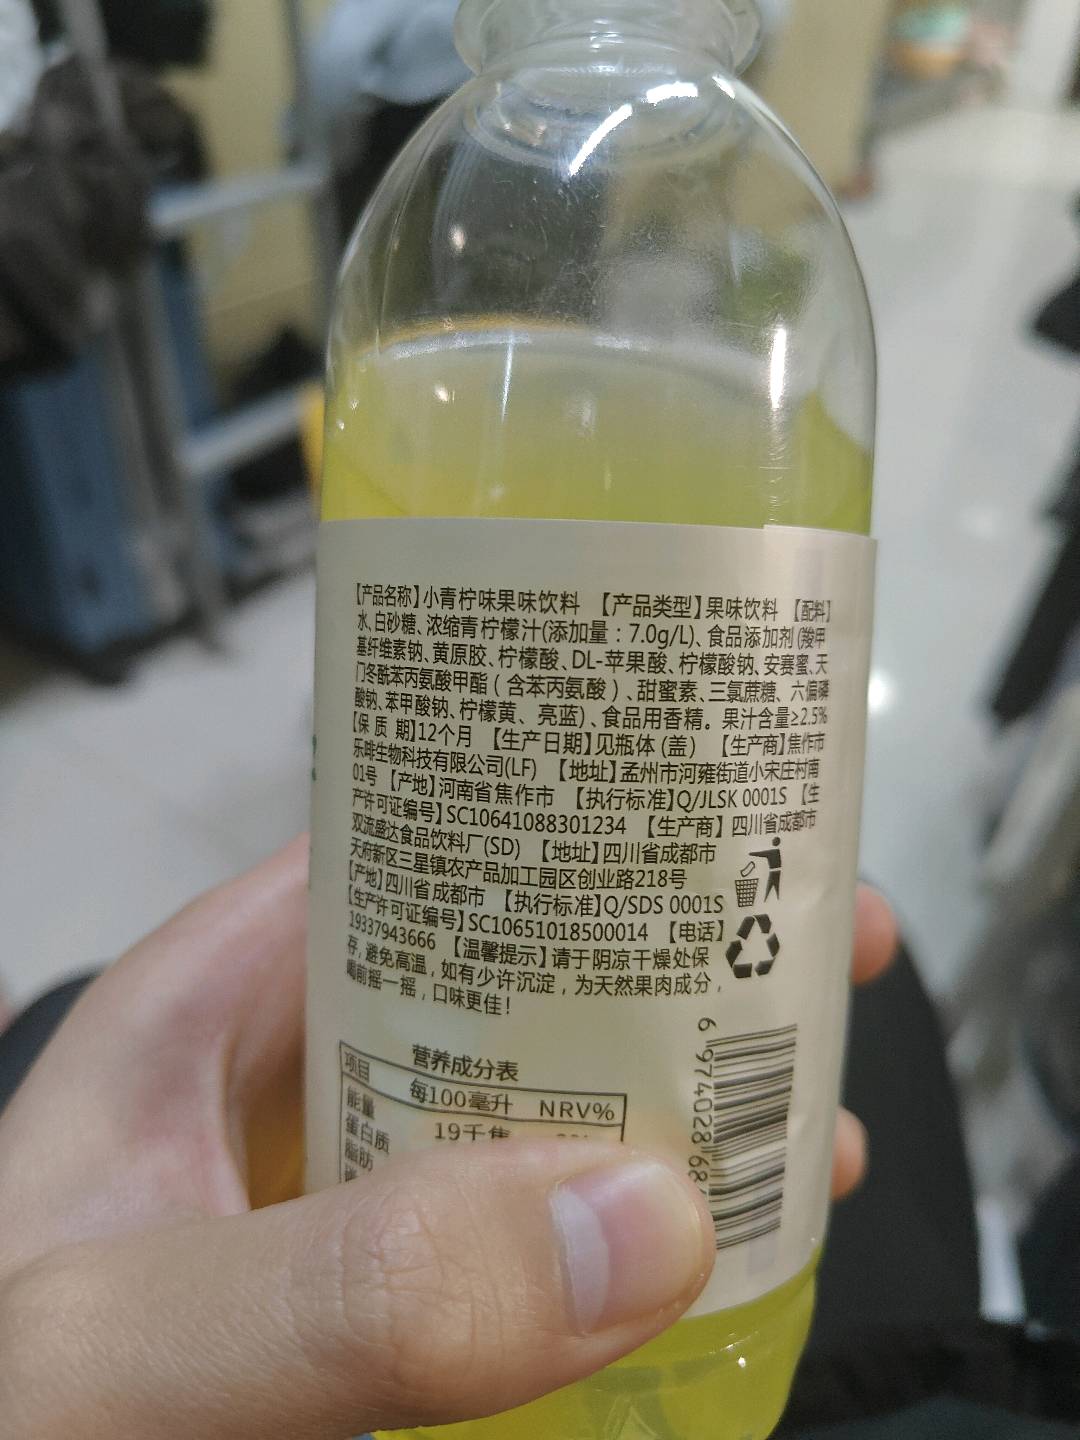 【产品名称】小青柠味果味饮料 【产品类型】果味饮料 【配料】
水、白砂糖、浓缩青柠檬汁(添加量：7.0g/L)、食品添加剂(羧甲
基纤维素钠、黄原胶、柠檬酸、DL-苹果酸、柠檬酸钠、安赛蜜、天
门冬酰苯丙氨酸甲酯（含苯丙氨酸）、甜蜜素、三氯蔗糖、六偏磷
酸钠、苯甲酸钠、柠檬黄、亮蓝)、食品用香精。果汁含量≥2.5%
【保 质 期】12个月 【生产日期】见瓶体(盖) 【生产商】焦作市
乐啡生物科技有限公司(LF) 【地址】孟州市河雍街道小宋庄村南
01号 【产地】河南省焦作市 【执行标准】Q/JLSK 0001S 【生
产许可证编号】SC10641088301234 【生产商】四川省成都市
双流盛达食品饮料厂(SD) 【地址】四川省成都市
天府新区三星镇农产品加工园区创业路218号
【产地】四川省成都市 【执行标准】Q/SDS 0001S
【生产许可证编号】SC10651018500014 【电话】
19337943666 【温馨提示】请于阴凉干燥处保
存，避免高温，如有少许沉淀，为天然果肉成分，
喝前摇一摇，口味更佳！
营养成分表
项目 每100毫升 NRV%
能量 19千焦
蛋白质
脂肪
6 974028 68